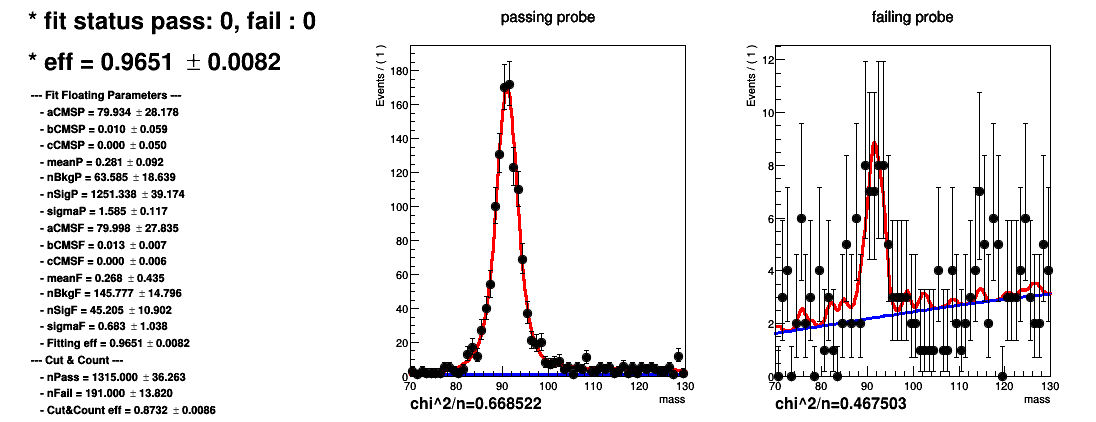 * fit status pass: 0, fail : 0
* eff = 0.9651 ± 0.0082
--- Fit Floating Parameters ---
- aCMSP = 79.934 ± 28.178
- bCMSP = 0.010 ± 0.059
- cCMSP = 0.000 ± 0.050
- meanP = 0.281 ± 0.092
- nBkgP = 63.585 ± 18.639
- nSigP = 1251.338 ± 39.174
- sigmaP = 1.585 ± 0.117
- aCMSF = 79.998 ± 27.835
- bCMSF = 0.013 ± 0.007
- cCMSF = 0.000 ± 0.006
- meanF = 0.268 ± 0.435
- nBkgF = 145.777 ± 14.796
- nSigF = 45.205 ± 10.902
- sigmaF = 0.683 ± 1.038
- Fitting eff = 0.9651 ± 0.0082
--- Cut & Count ---
- nPass = 1315.000 ± 36.263
- nFail = 191.000 ± 13.820
- Cut&Count eff = 0.8732 ± 0.0086
passing probe
Events / ( 1 )
180
160
140
120
100
80
60
40
20
0
70 80 90 100 110 120 130
mass
chi^2/n=0.668522
failing probe
Events / ( 1 )
12
10
8
6
4
2
0
70 80 90 100 110 120 130
mass
chi^2/n=0.467503